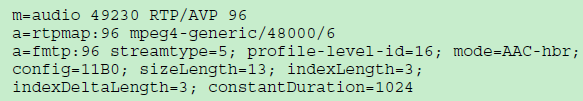 m=audio 49230 RTP/AVP 96
a=rtpmap:96 mpeg4-generic/48000/6
a=fmtp:96 streamtype=5; profile-level-id=16; mode=AAC-hbr;
config=11B0; sizeLength=13; indexLength=3;
indexDeltaLength=3; constantDuration=1024